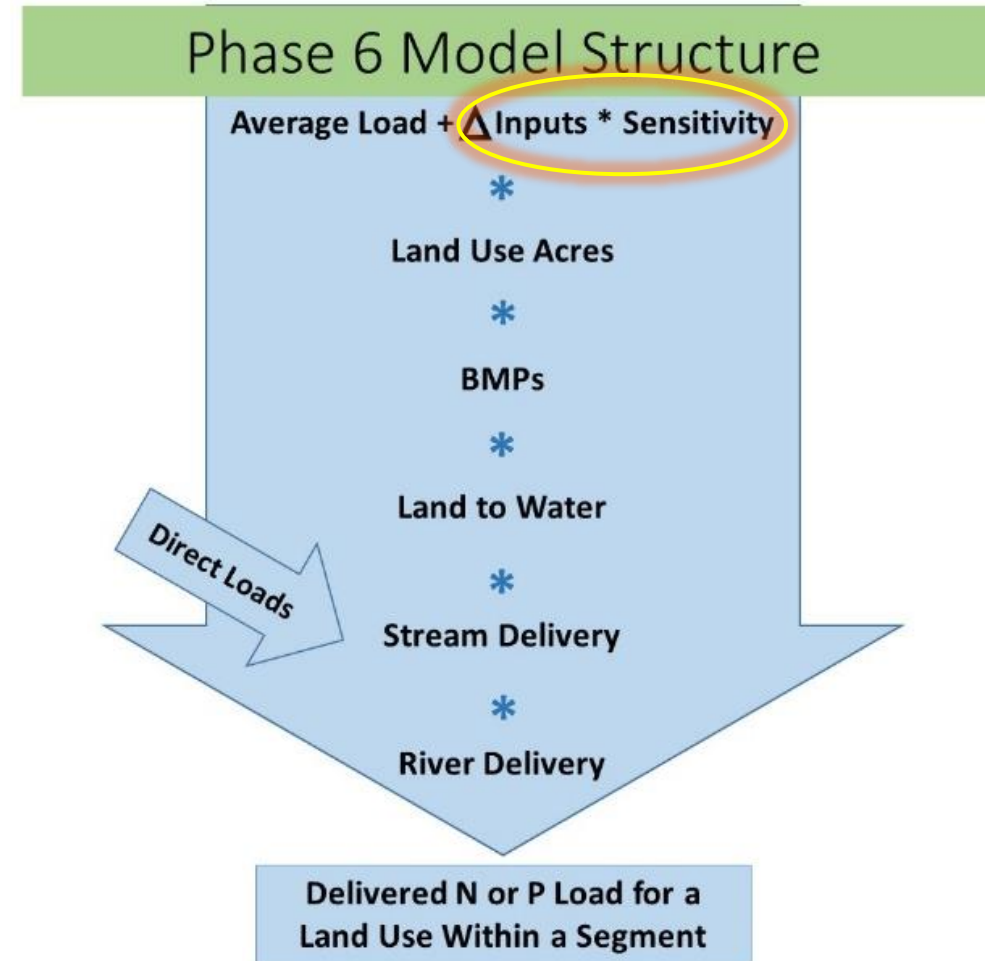 Phase 6 Model Structure
Average Load + Δ Inputs * Sensitivity
*
Land Use Acres
*
BMPs
*
Land to Water
*
Direct Loads
Stream Delivery
*
River Delivery
Delivered N or P Load for a
Land Use Within a Segment